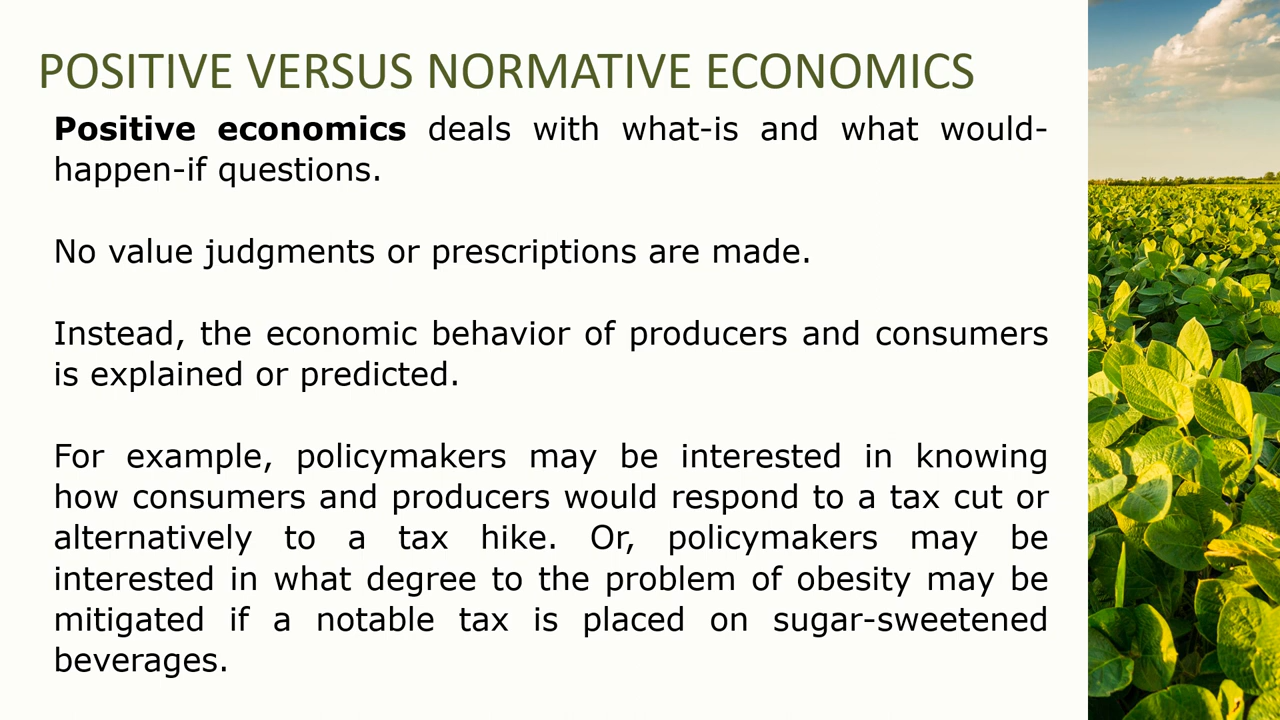 POSITIVE VERSUS NORMATIVE ECONOMICS
Positive economics deals with what-is and what would-
happen-if questions.
No value judgments or prescriptions are made.
Instead, the economic behavior of producers and consumers
is explained or predicted.
For example, policymakers may be interested in knowing
how consumers and producers would respond to a tax cut or
alternatively to a tax hike. Or, policymakers may be
interested in what degree to the problem of obesity may be
mitigated if a notable tax is placed on sugar-sweetened
beverages.